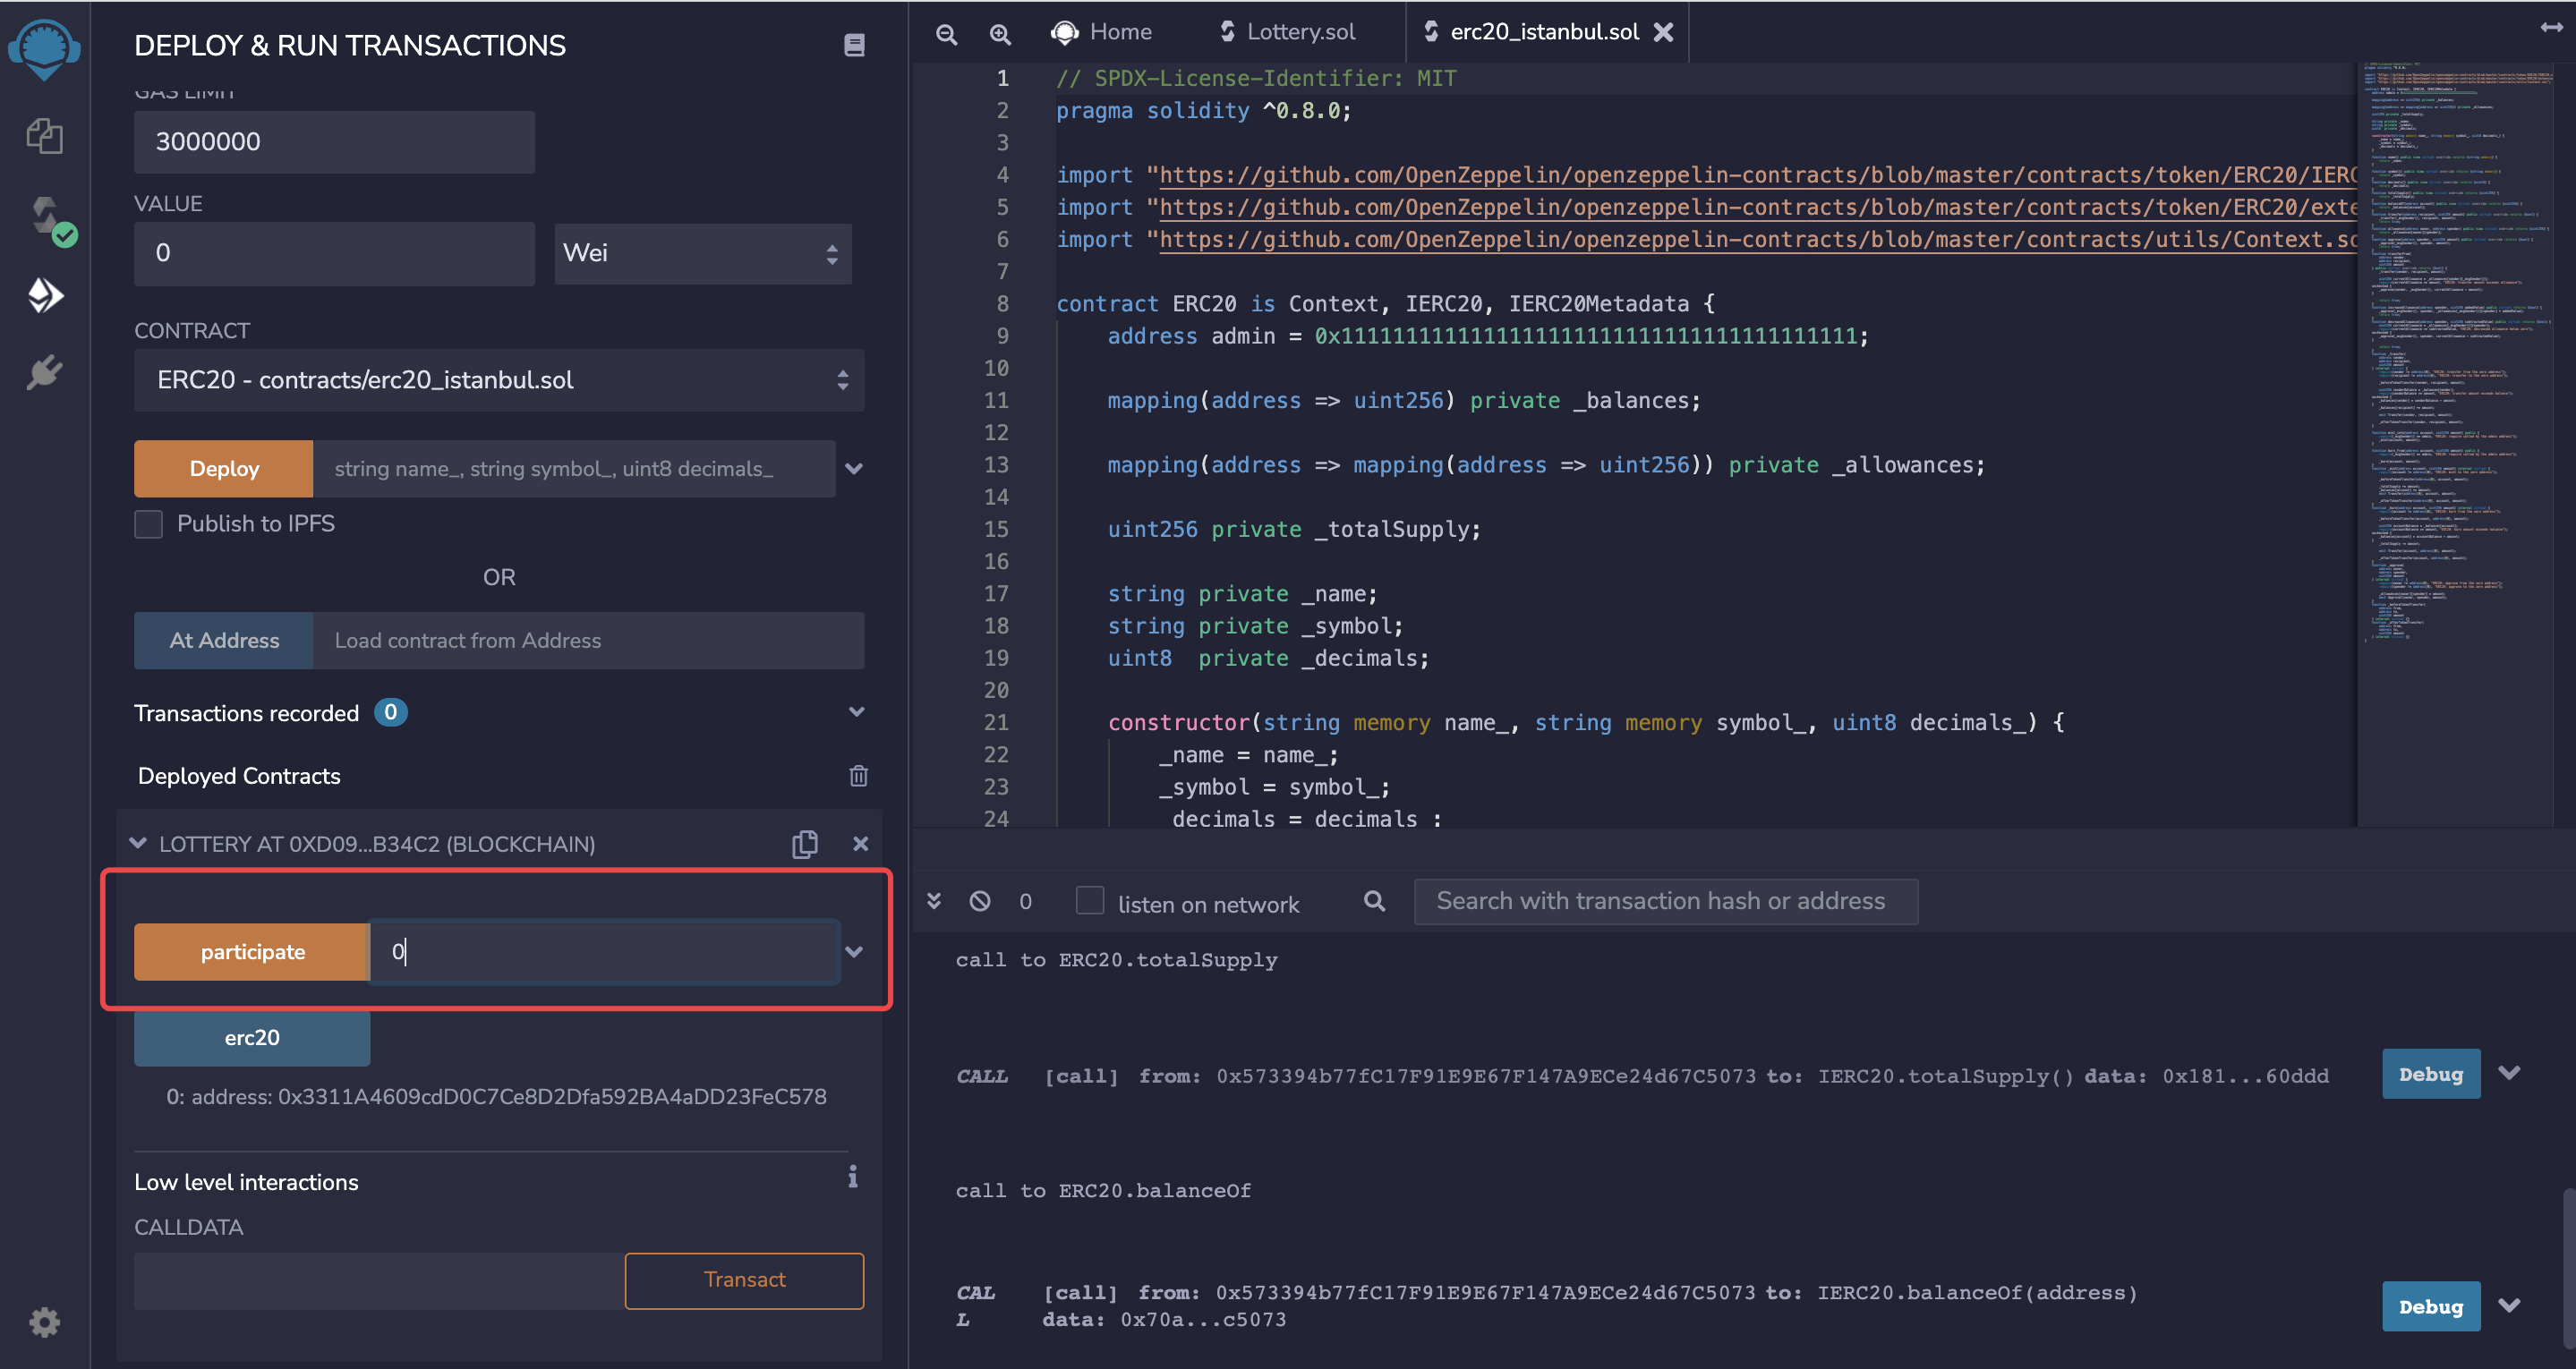 DEPLOY & RUN TRANSACTIONS
GAS LIMIT
3000000
VALUE
0
Wei
CONTRACT
ERC20 - contracts/erc20_istanbul.sol
Deploy
string name_, string symbol_, uint8 decimals_
Publish to IPFS
OR
At Address
Load contract from Address
Transactions recorded 0
Deployed Contracts
LOTTERY AT 0XD09...B34C2 (BLOCKCHAIN)
participate
0
erc20
0: address: 0x3311A4609cdD0C7Ce8D2Dfa592BA4aDD23FeC578
Low level interactions
i
CALLDATA
Transact
Home
Lottery.sol
erc20_istanbul.sol
1 // SPDX-License-Identifier: MIT
2 pragma solidity ^0.8.0;
3
4 import "https://github.com/OpenZeppelin/openzeppelin-contracts/blob/master/contracts/token/ERC20/IERC
5 import "https://github.com/OpenZeppelin/openzeppelin-contracts/blob/master/contracts/token/ERC20/exte
6 import "https://github.com/OpenZeppelin/openzeppelin-contracts/blob/master/contracts/utils/Context.so
7
8 contract ERC20 is Context, IERC20, IERC20Metadata {
9 address admin = 0x1111111111111111111111111111111111111111;
10
11 mapping(address => uint256) private _balances;
12
13 mapping(address => mapping(address => uint256)) private _allowances;
14
15 uint256 private _totalSupply;
16
17 string private _name;
18 string private _symbol;
19 uint8 private _decimals;
20
21 constructor(string memory name_, string memory symbol_, uint8 decimals_) {
22 _name = name_;
23 _symbol = symbol_;
24 _decimals = decimals_;
0
listen on network
Search with transaction hash or address
call to ERC20.totalSupply
CALL [call] from: 0x573394b77fC17F91E9E67F147A9ECe24d67C5073 to: IERC20.totalSupply() data: 0x181...60ddd
Debug
call to ERC20.balanceOf
CAL
L
[call] from: 0x573394b77fC17F91E9E67F147A9ECe24d67C5073 to: IERC20.balanceOf(address)
data: 0x70a...c5073
Debug